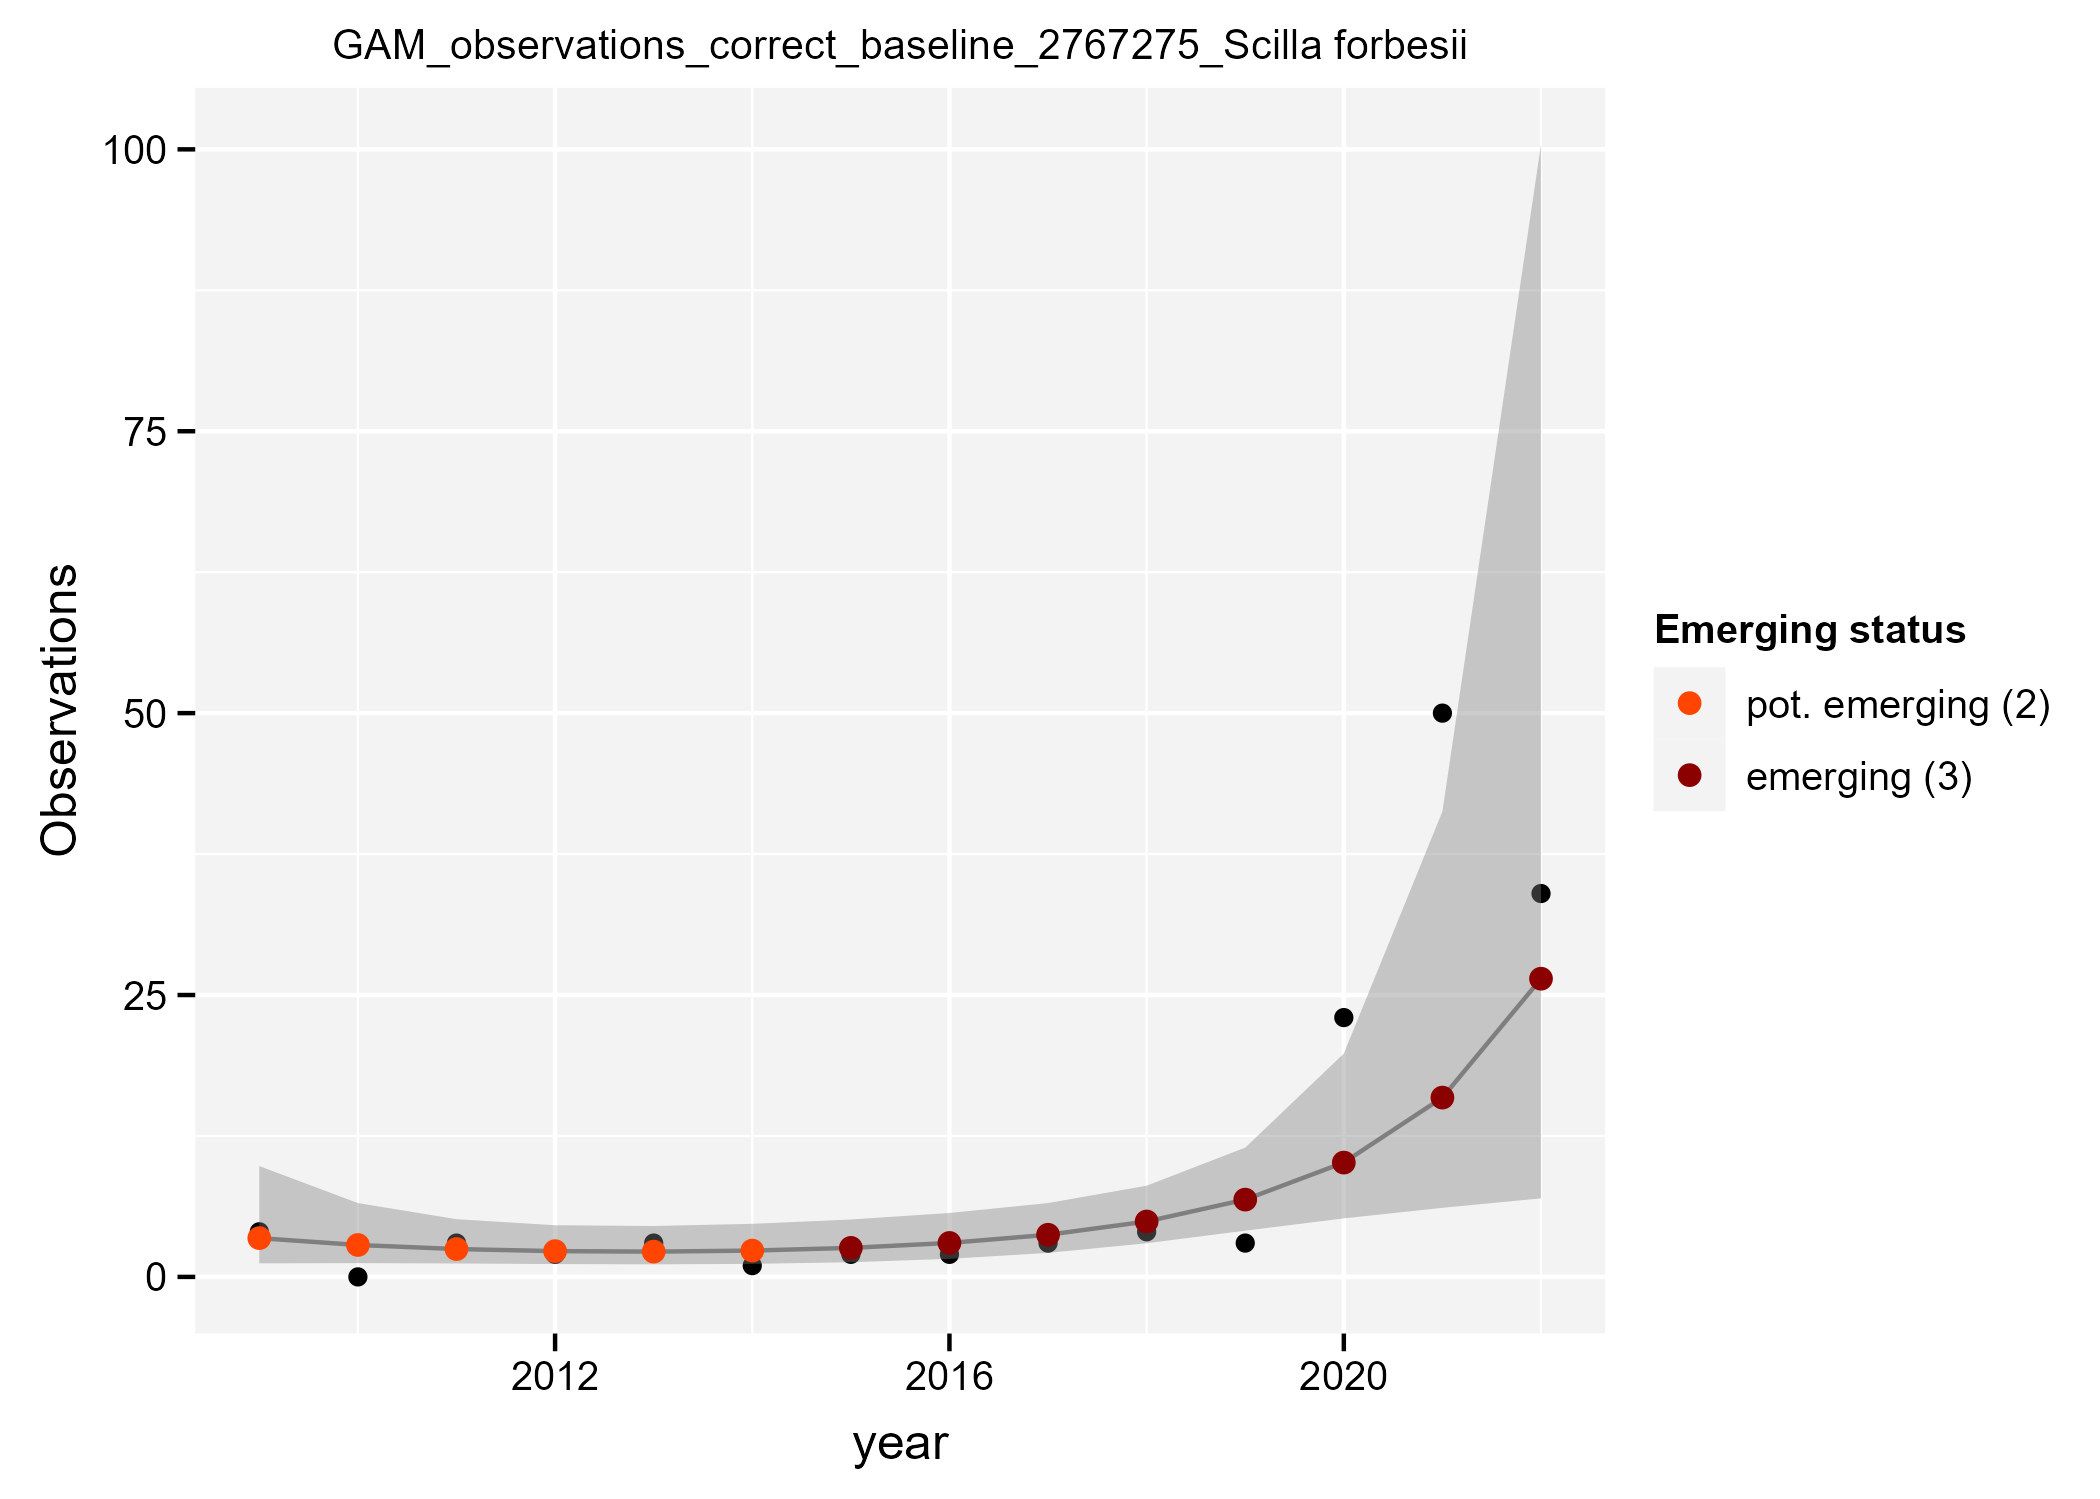 GAM_observations_correct_baseline_2767275_Scilla forbesii
100
75
50
25
0
Observations
2012
2016
2020
year
Emerging status
pot. emerging (2)
emerging (3)